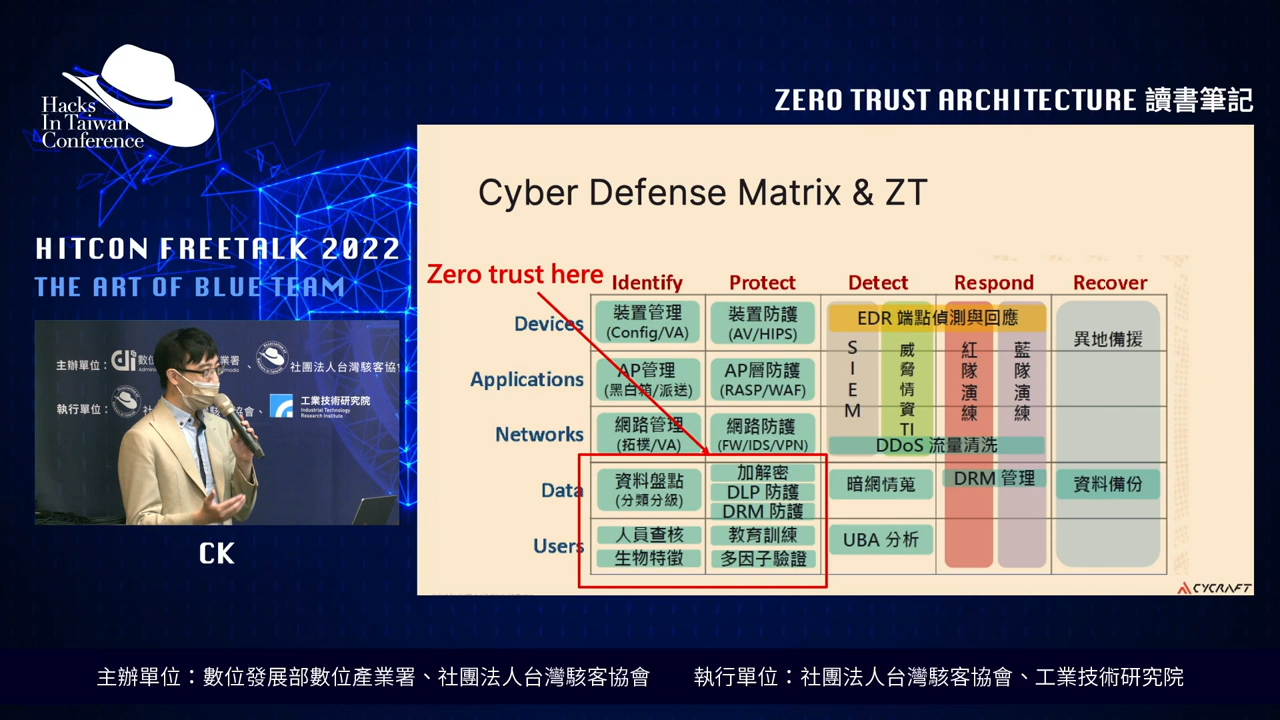 Hacks
In Taiwan
Conference
ZERO TRUST ARCHITECTURE 讀書筆記
HITCON FREETALK 2022
THE ART OF BLUE TEAM
主辦單位：
執行單位：
社團法人台灣駭客協會
工業技術研究院
Industrial Technology
Research Institute
CK
Cyber Defense Matrix & ZT
Zero trust here
Identify Protect Detect Respond Recover
Devices
裝置管理
(Config/VA)
裝置防護
(AV/HIPS)
EDR 端點偵測與回應
SIEM
威脅情資TI
紅隊演練
藍隊演練
異地備援
Applications
AP管理
(黑白箱/派送)
AP層防護
(RASP/WAF)
Networks
網路管理
(拓樸/VA)
網路防護
(FW/IDS/VPN)
DDoS 流量清洗
Data
資料盤點
(分類分級)
加解密
DLP 防護
DRM 防護
暗網情蒐
DRM 管理
資料備份
Users
人員查核
生物特徵
教育訓練
多因子驗證
UBA 分析
CYCRAFT
主辦單位：數位發展部數位產業署、社團法人台灣駭客協會 執行單位：社團法人台灣駭客協會、工業技術研究院